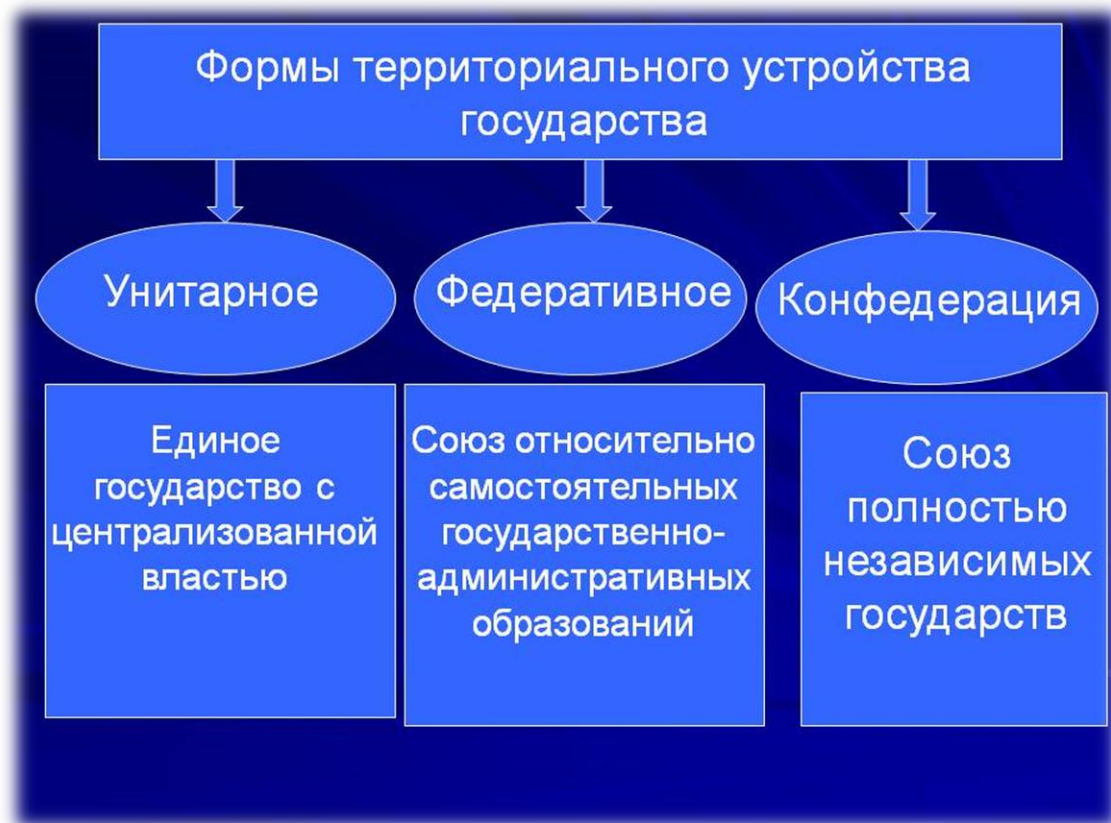 Формы территориального устройства
государства
Унитарное
Федеративное
Конфедерация
Единое
государство с
централизованной
властью
Союз относительно
самостоятельных
государственно-
административных
образований
Союз
полностью
независимых
государств